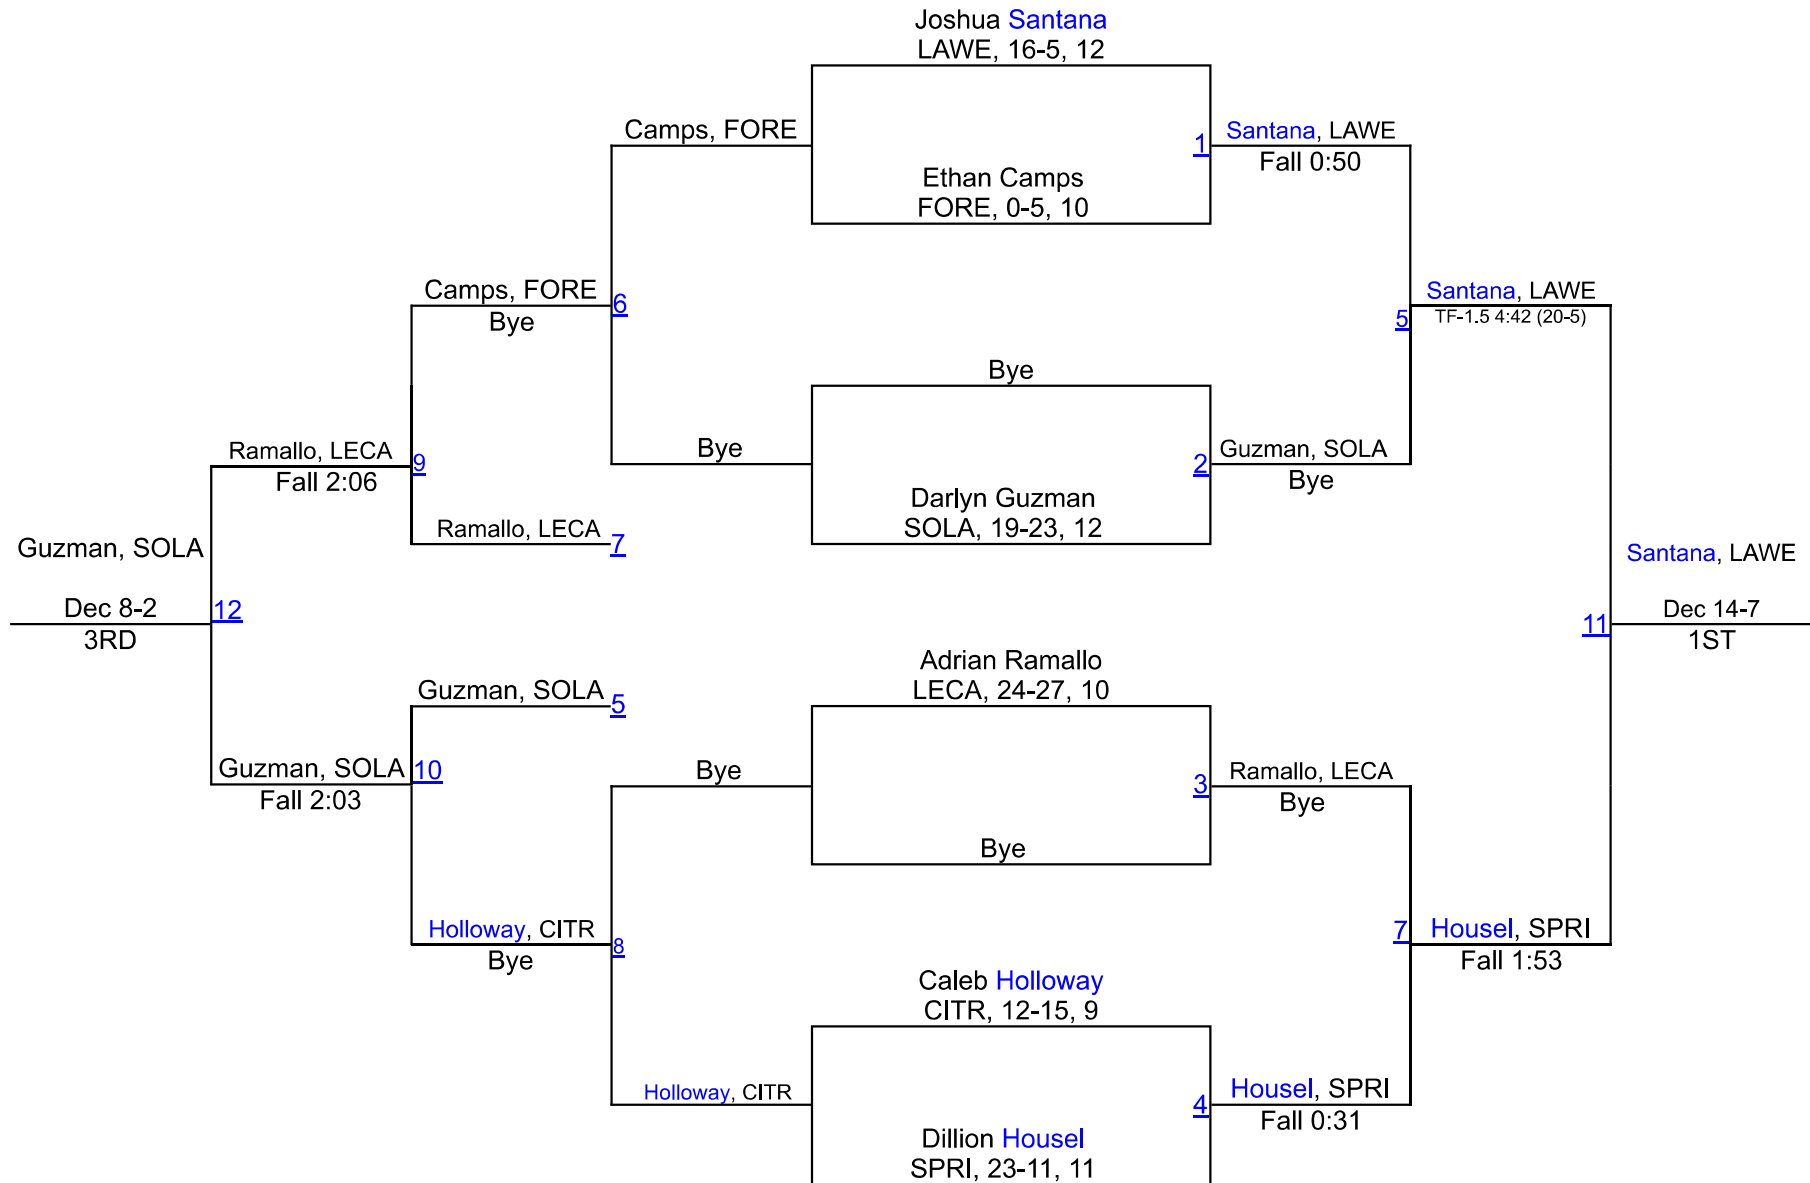 Joshua Santana
LAWE, 16-5, 12
Camps, FORE
1
Santana, LAWE
Fall 0:50
Ethan Camps
FORE, 0-5, 10
Camps, FORE
Bye
6
Santana, LAWE
TF-1.5 4:42 (20-5)
5
Bye
Ramallo, LECA
Fall 2:06
9
Bye
2
Guzman, SOLA
Bye
Darlyn Guzman
SOLA, 19-23, 12
Ramallo, LECA
7
Guzman, SOLA
Dec 8-2
3RD
12
Santana, LAWE
Dec 14-7
1ST
11
Adrian Ramallo
LECA, 24-27, 10
Guzman, SOLA
5
Guzman, SOLA
Fall 2:03
10
Bye
3
Ramallo, LECA
Bye
Bye
Holloway, CITR
Bye
8
7
Housel, SPRI
Fall 1:53
Caleb Holloway
CITR, 12-15, 9
Holloway, CITR
4
Housel, SPRI
Fall 0:31
Dillion Housel
SPRI, 23-11, 11